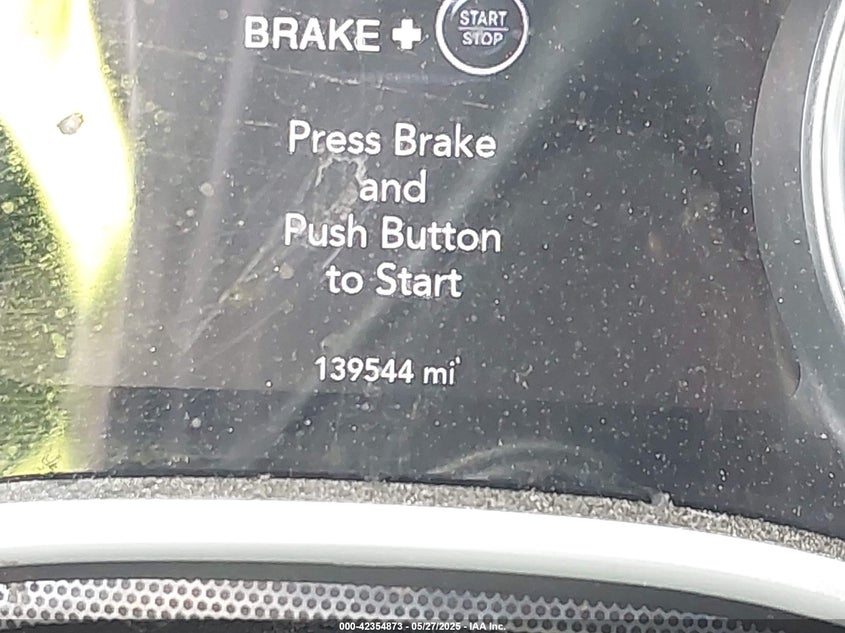 BRAKE + START STOP
Press Brake
and
Push Button
to Start
139544 mi
000-42354873 - 05/27/2025 - IAA Inc.